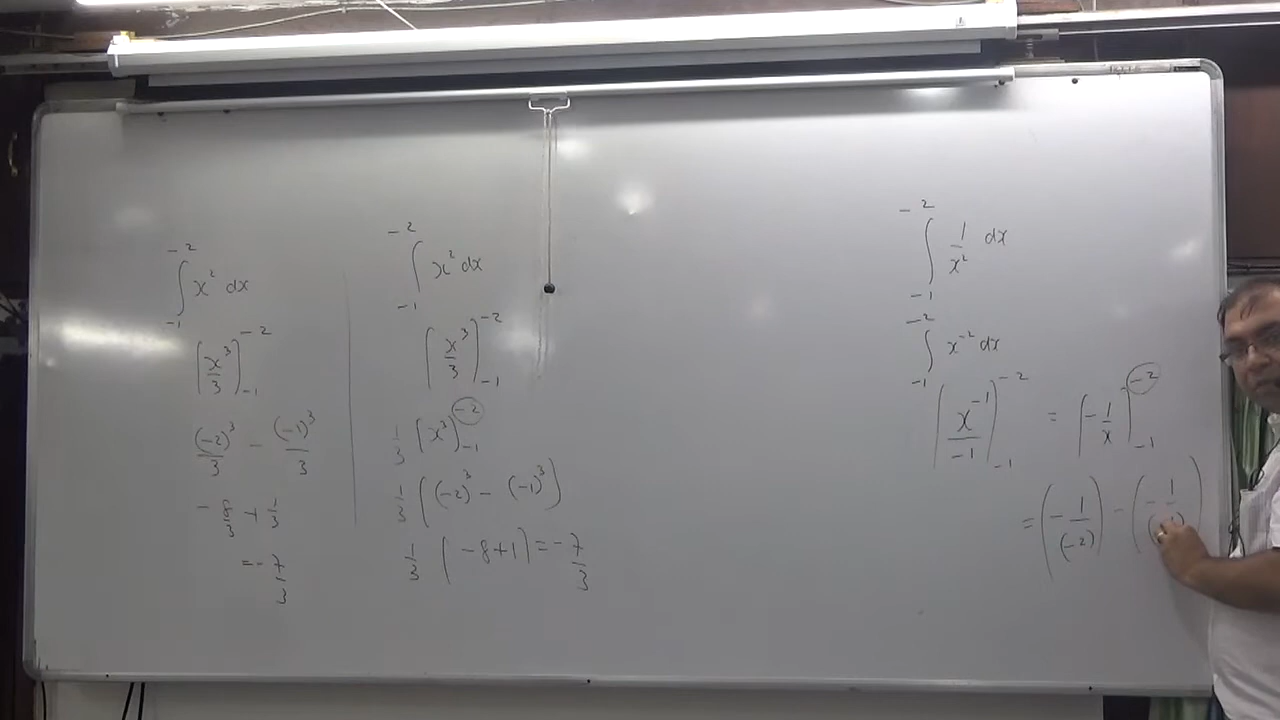 ∫_{-1}^{-2} x² dx
[x³/3]_{-1}^{-2}
(-2)³/3 - (-1)³/3
-8/3 + 1/3
= -7/3
∫_{-1}^{-2} x² dx
[x³/3]_{-1}^{-2}
1/3 [x³]_{-1}^{-2}
1/3 ((-2)³ - (-1)³)
1/3 (-8+1) = -7/3
∫_{-1}^{-2} 1/x² dx
∫_{-1}^{-2} x^{-2} dx
[x^{-1}/-1]_{-1}^{-2} = [-1/x]_{-1}^{-2}
= (-1/(-2)) - (-1/( ))